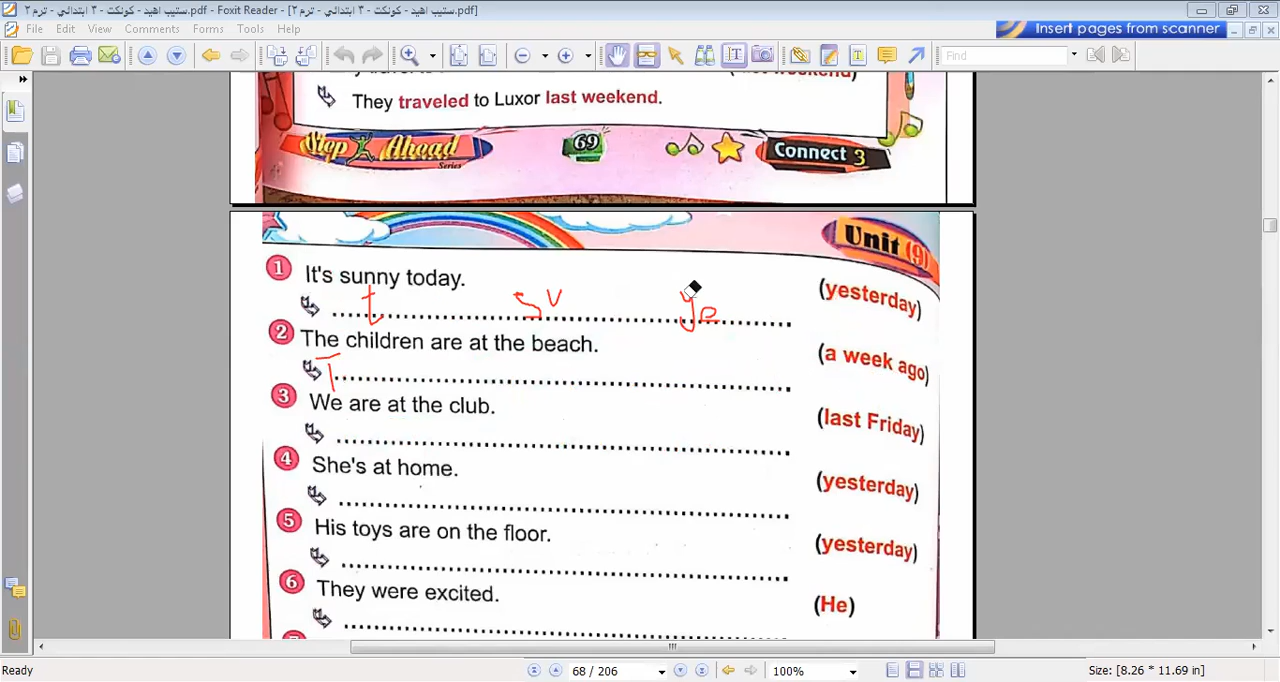 ستيب اهيد - كونكت - ٣ ابتدائي - ترم ٢.pdf - Foxit Reader - [ستيب اهيد - كونكت - ٣ ابتدائي - ترم ٢.pdf]
File Edit View Comments Forms Tools Help
Insert pages from scanner
Find
They traveled to Luxor last weekend.
Step Ahead Series 69 Connect 3
Unit (9)
1 It's sunny today. (yesterday)
t su ye
2 The children are at the beach. (a week ago)
T
3 We are at the club. (last Friday)
4 She's at home. (yesterday)
5 His toys are on the floor. (yesterday)
6 They were excited. (He)
Ready 68 / 206 100% Size: [8.26 * 11.69 in]